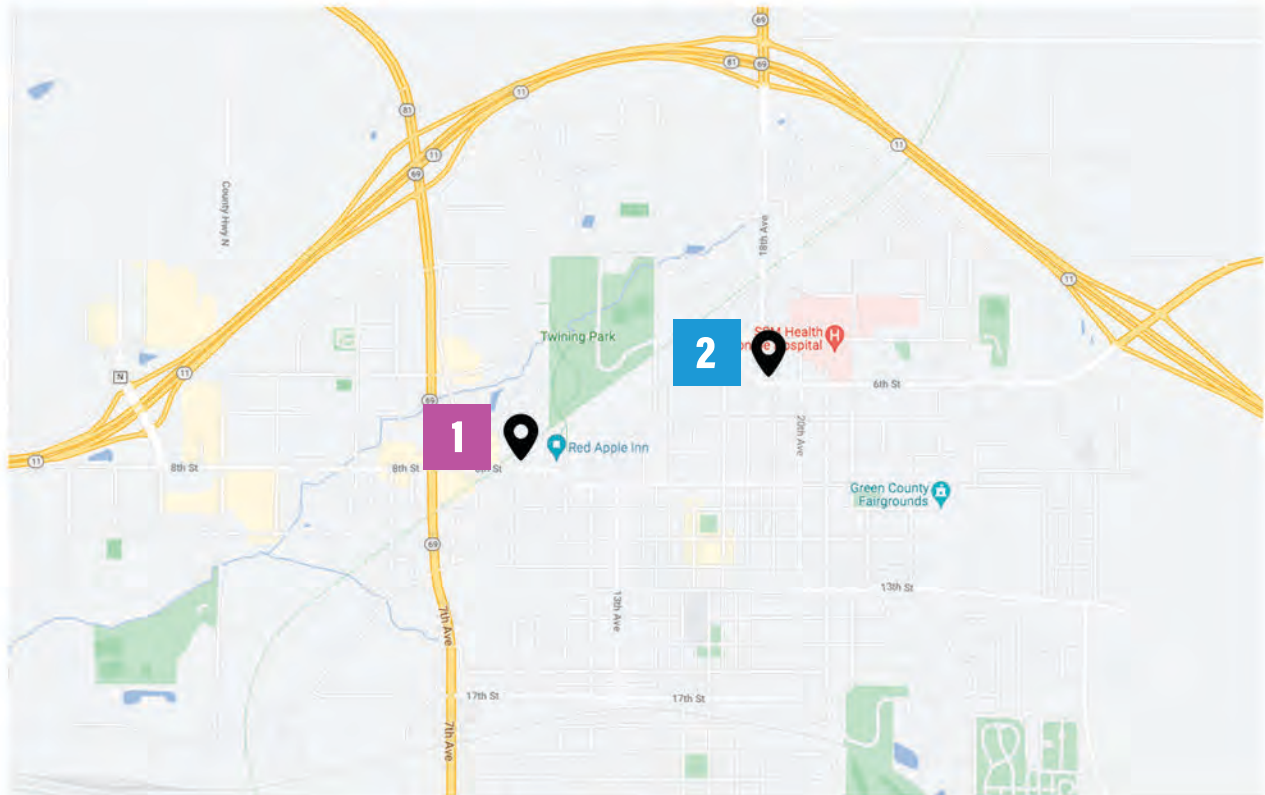 69
81
69
11
81
11
11
69
County Hwy N
18th Ave
11
Twining Park
2
SSM Health
Hospital
H
N
11
6th St
69
1
Red Apple Inn
20th Ave
11
8th St
8th St
8th St
Green County
Fairgrounds
69
13th St
13th Ave
7th Ave
17th St
17th St
7th Ave